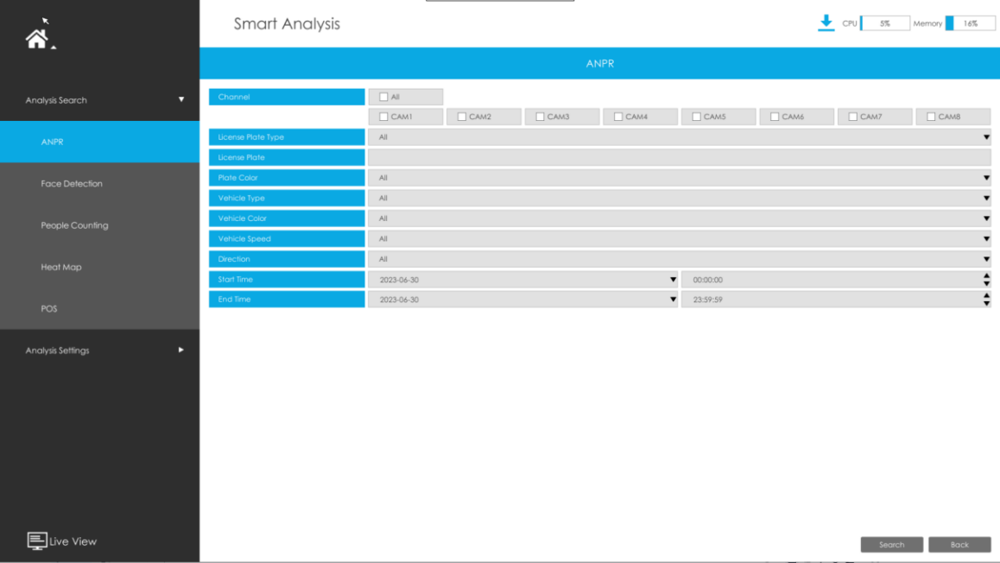 Smart Analysis
CPU 5% Memory 16%
ANPR
Analysis Search
ANPR
Face Detection
People Counting
Heat Map
POS
Analysis Settings
Live View
Channel All
CAM1 CAM2 CAM3 CAM4 CAM5 CAM6 CAM7 CAM8
License Plate Type All
License Plate
Plate Color All
Vehicle Type All
Vehicle Color All
Vehicle Speed All
Direction All
Start Time 2023-06-30 00:00:00
End Time 2023-06-30 23:59:59
Search Back